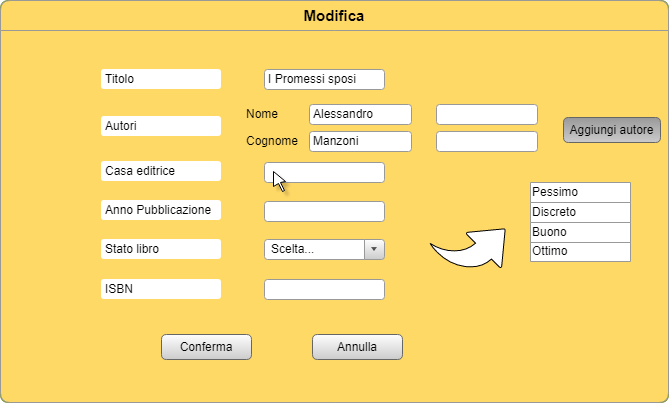 Modifica
Titolo
I Promessi sposi
Autori
Nome
Alessandro
Cognome
Manzoni
Aggiungi autore
Casa editrice
Anno Pubblicazione
Stato libro
Scelta...
Pessimo
Discreto
Buono
Ottimo
ISBN
Conferma
Annulla